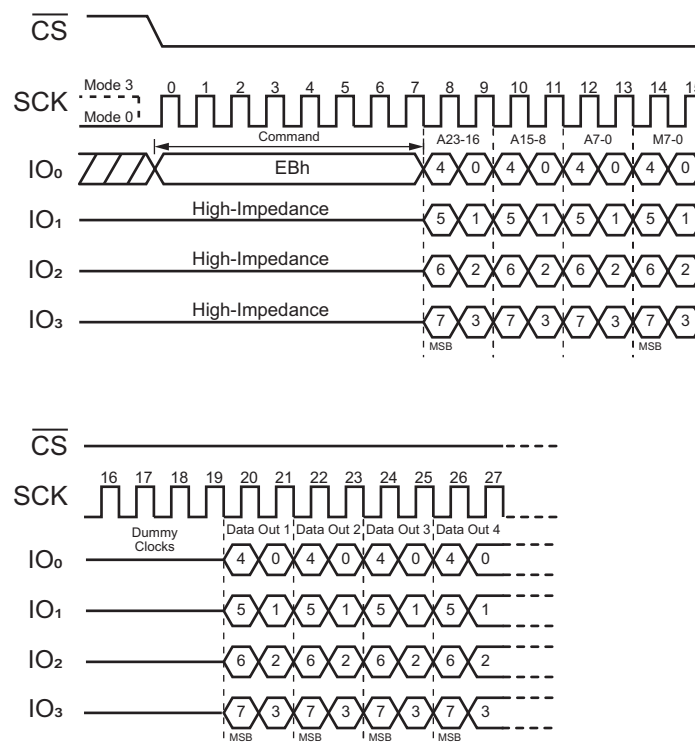 CS
SCK
Mode 3
Mode 0
0 1 2 3 4 5 6 7 8 9 10 11 12 13 14 15
Command
A23-16 A15-8 A7-0 M7-0
IO₀ EBh 4 0 4 0 4 0 4 0
IO₁ High-Impedance 5 1 5 1 5 1 5 1
IO₂ High-Impedance 6 2 6 2 6 2 6 2
IO₃ High-Impedance 7 3 7 3 7 3 7 3
MSB MSB
CS
SCK
16 17 18 19 20 21 22 23 24 25 26 27
Dummy
Clocks
Data Out 1 Data Out 2 Data Out 3 Data Out 4
IO₀ 4 0 4 0 4 0 4 0
IO₁ 5 1 5 1 5 1 5 1
IO₂ 6 2 6 2 6 2 6 2
IO₃ 7 3 7 3 7 3 7 3
MSB MSB MSB MSB